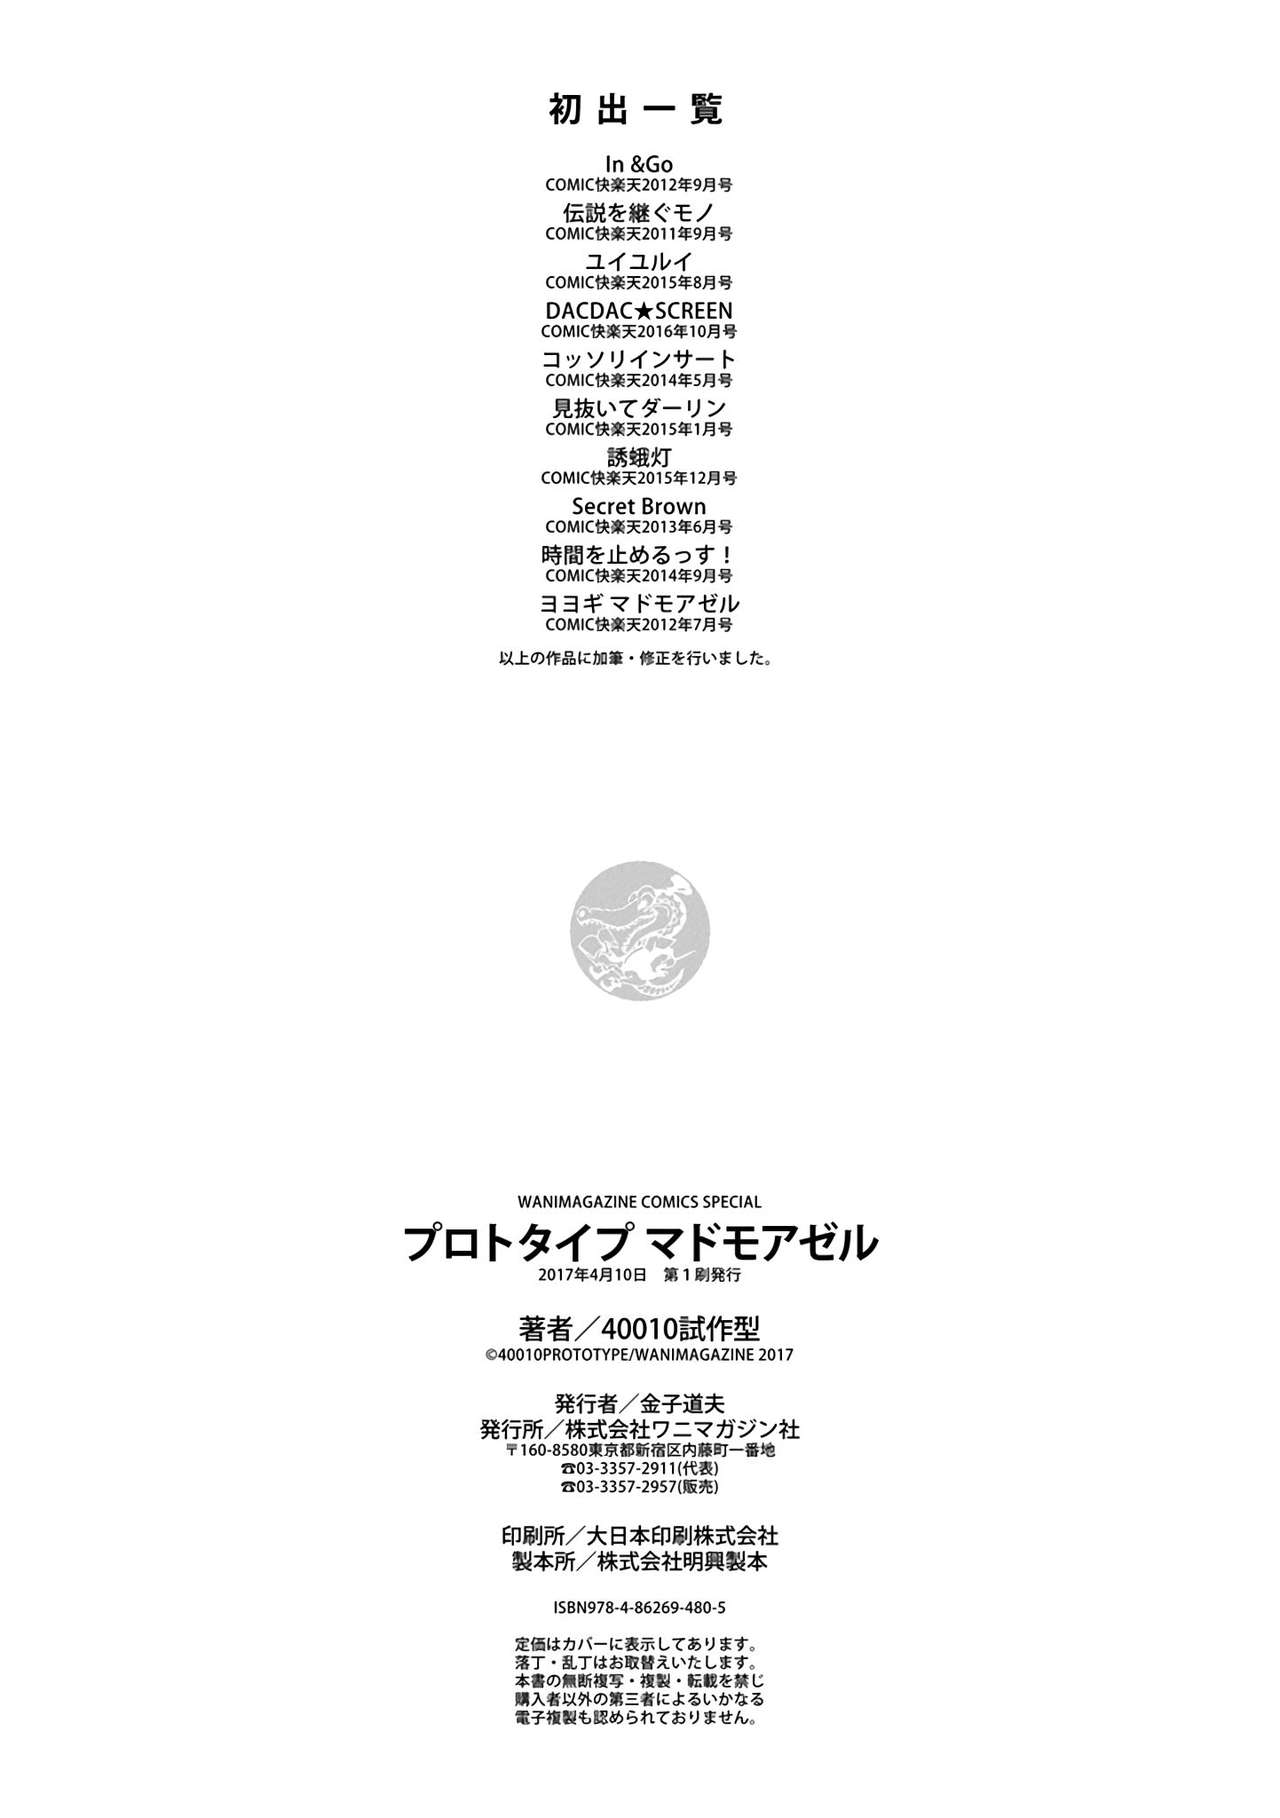 初出一覧
In &Go
COMIC快楽天2012年9月号
伝説を継ぐモノ
COMIC快楽天2011年9月号
ユイユルイ
COMIC快楽天2015年8月号
DACDAC★SCREEN
COMIC快楽天2016年10月号
コッソリインサート
COMIC快楽天2014年5月号
見抜いてダーリン
COMIC快楽天2015年1月号
誘蛾灯
COMIC快楽天2015年12月号
Secret Brown
COMIC快楽天2013年6月号
時間を止めるっす！
COMIC快楽天2014年9月号
ヨヨギ マドモアゼル
COMIC快楽天2012年7月号
以上の作品に加筆・修正を行いました。
WANIMAGAZINE COMICS SPECIAL
プロトタイプ マドモアゼル
2017年4月10日　第１刷発行
著者／40010試作型
©40010PROTOTYPE/WANIMAGAZINE 2017
発行者／金子道夫
発行所／株式会社ワニマガジン社
〒160-8580東京都新宿区内藤町一番地
☎03-3357-2911(代表)
☎03-3357-2957(販売)
印刷所／大日本印刷株式会社
製本所／株式会社明興製本
ISBN978-4-86269-480-5
定価はカバーに表示してあります。
落丁・乱丁はお取替えいたします。
本書の無断複写・複製・転載を禁じ
購入者以外の第三者によるいかなる
電子複製も認められておりません。